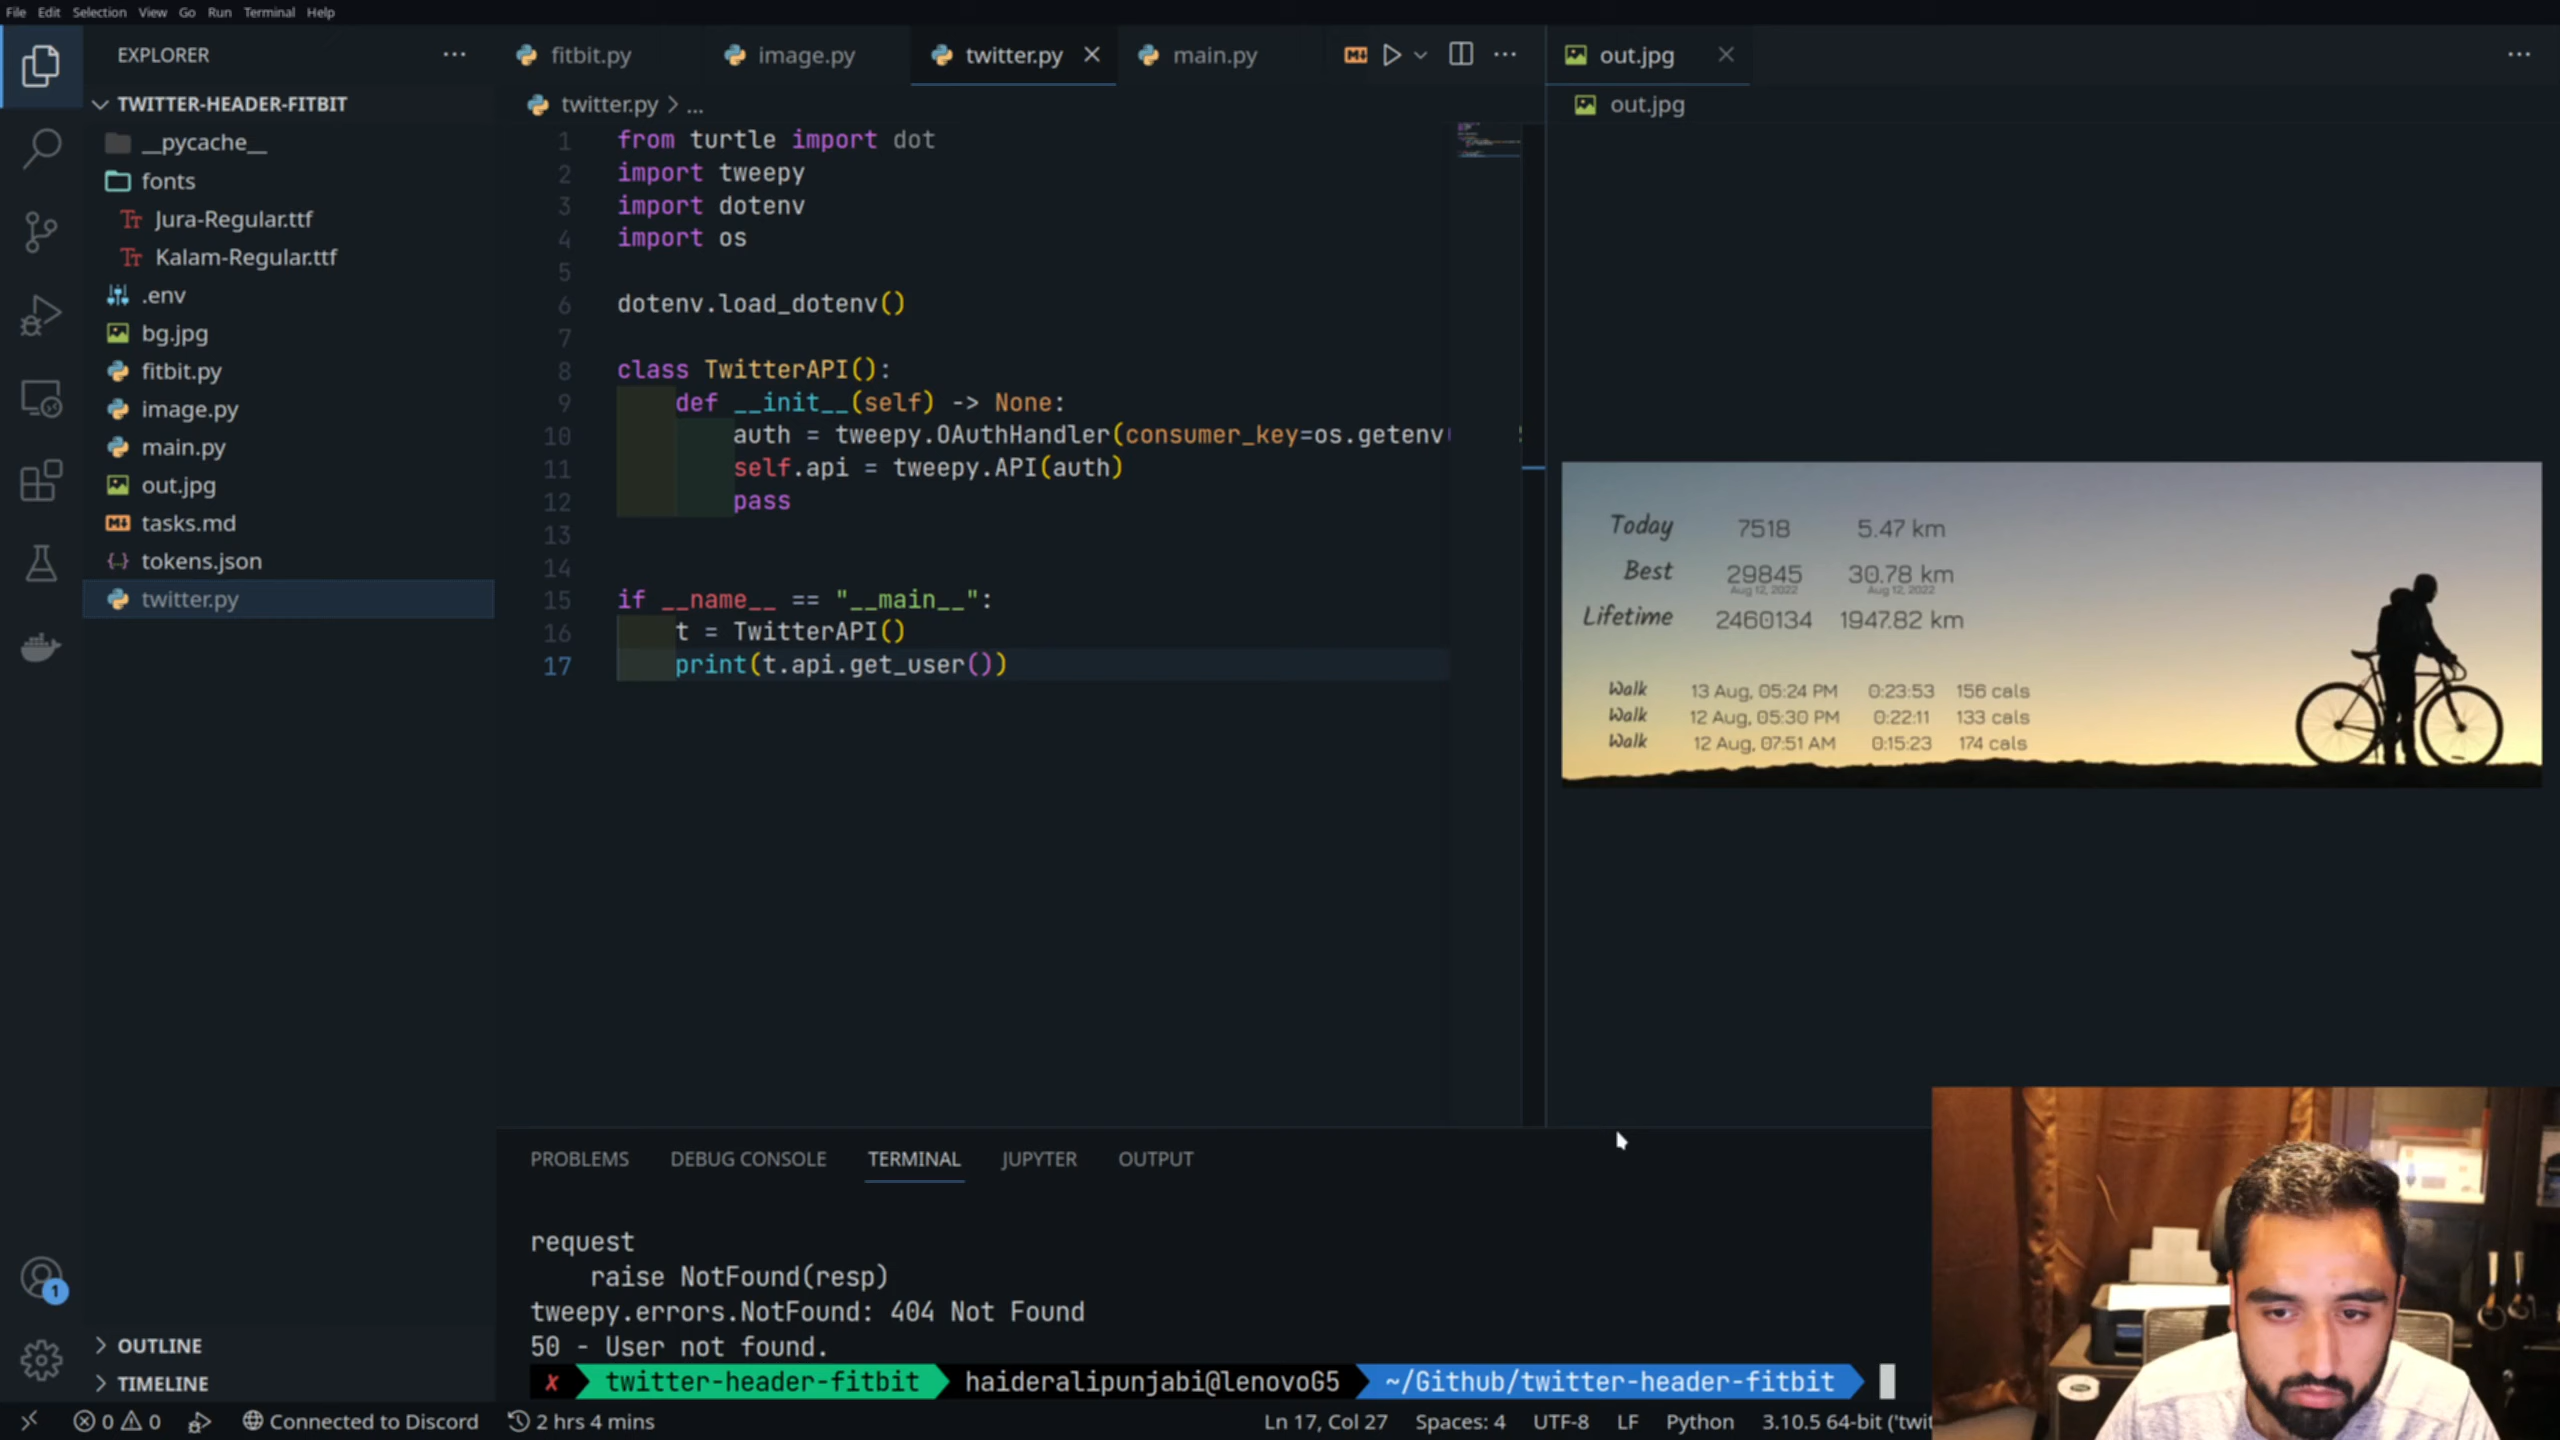 File Edit Selection View Go Run Terminal Help
EXPLORER
TWITTER-HEADER-FITBIT
__pycache__
fonts
Jura-Regular.ttf
Kalam-Regular.ttf
.env
bg.jpg
fitbit.py
image.py
main.py
out.jpg
tasks.md
tokens.json
twitter.py
OUTLINE
TIMELINE
fitbit.py image.py twitter.py main.py
twitter.py > ...
1 from turtle import dot
2 import tweepy
3 import dotenv
4 import os
5
6 dotenv.load_dotenv()
7
8 class TwitterAPI():
9 def __init__(self) -> None:
10 auth = tweepy.OAuthHandler(consumer_key=os.getenv(
11 self.api = tweepy.API(auth)
12 pass
13
14
15 if __name__ == "__main__":
16 t = TwitterAPI()
17 print(t.api.get_user())
out.jpg
out.jpg
Today 7518 5.47 km
Best 29845 30.78 km
Aug 12, 2022 Aug 12, 2022
Lifetime 2460134 1947.82 km
Walk 13 Aug, 05:24 PM 0:23:53 156 cals
Walk 12 Aug, 05:30 PM 0:22:11 133 cals
Walk 12 Aug, 07:51 AM 0:15:23 174 cals
PROBLEMS DEBUG CONSOLE TERMINAL JUPYTER OUTPUT
request
raise NotFound(resp)
tweepy.errors.NotFound: 404 Not Found
50 - User not found.
✗ twitter-header-fitbit haideralipunjabi@lenovoG5 ~/Github/twitter-header-fitbit
1
0 0 Connected to Discord 2 hrs 4 mins Ln 17, Col 27 Spaces: 4 UTF-8 LF Python 3.10.5 64-bit ('twit